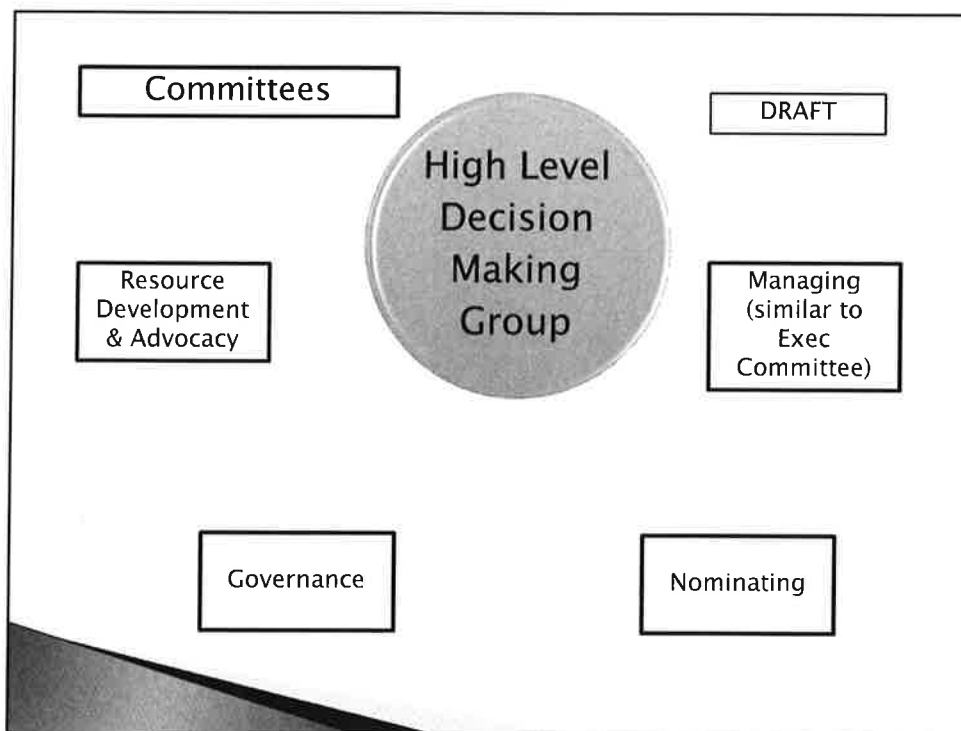 Committees
DRAFT
High Level
Decision
Making
Group
Resource
Development
& Advocacy
Managing
(similar to
Exec
Committee)
Governance
Nominating